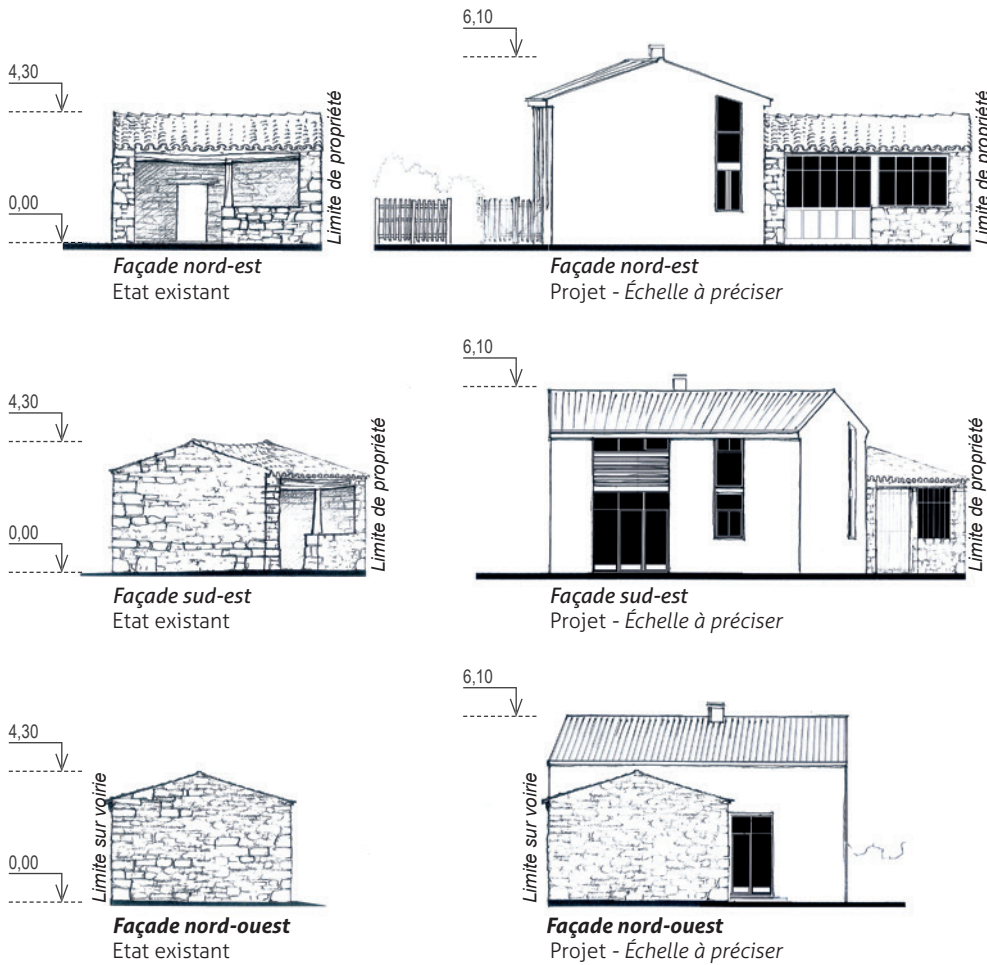 6,10
4,30
0,00
Limite de propriété
Limite de propriété
Façade nord-est
Etat existant
Façade nord-est
Projet - Échelle à préciser
6,10
4,30
0,00
Limite de propriété
Limite de propriété
Façade sud-est
Etat existant
Façade sud-est
Projet - Échelle à préciser
6,10
4,30
0,00
Limite sur voirie
Limite sur voirie
Façade nord-ouest
Etat existant
Façade nord-ouest
Projet - Échelle à préciser